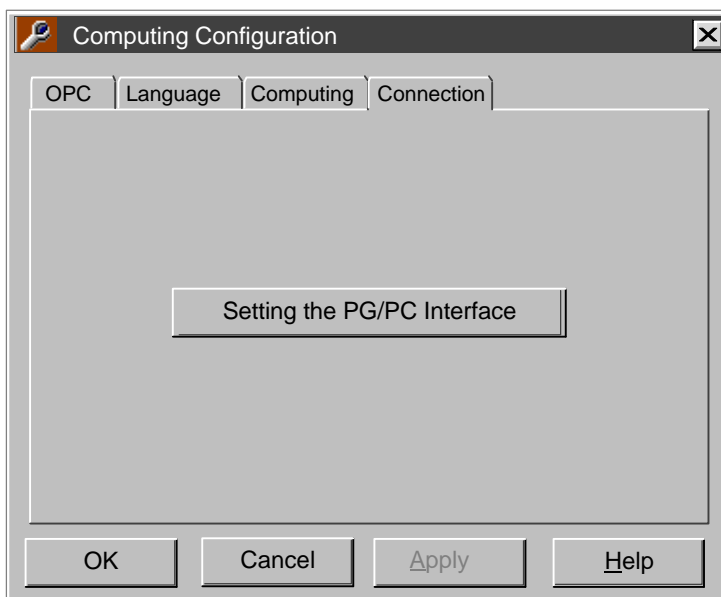 Computing Configuration
OPC Language Computing Connection
Setting the PG/PC Interface
OK Cancel Apply Help